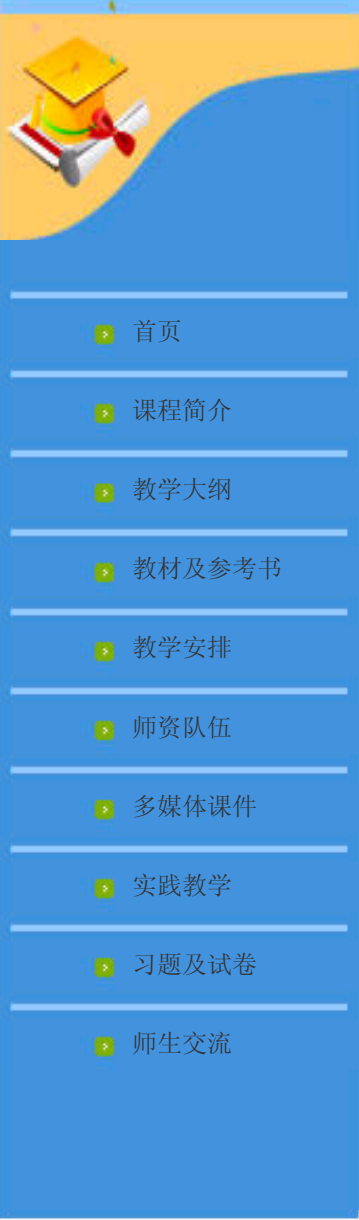 首页
课程简介
教学大纲
教材及参考书
教学安排
师资队伍
多媒体课件
实践教学
习题及试卷
师生交流